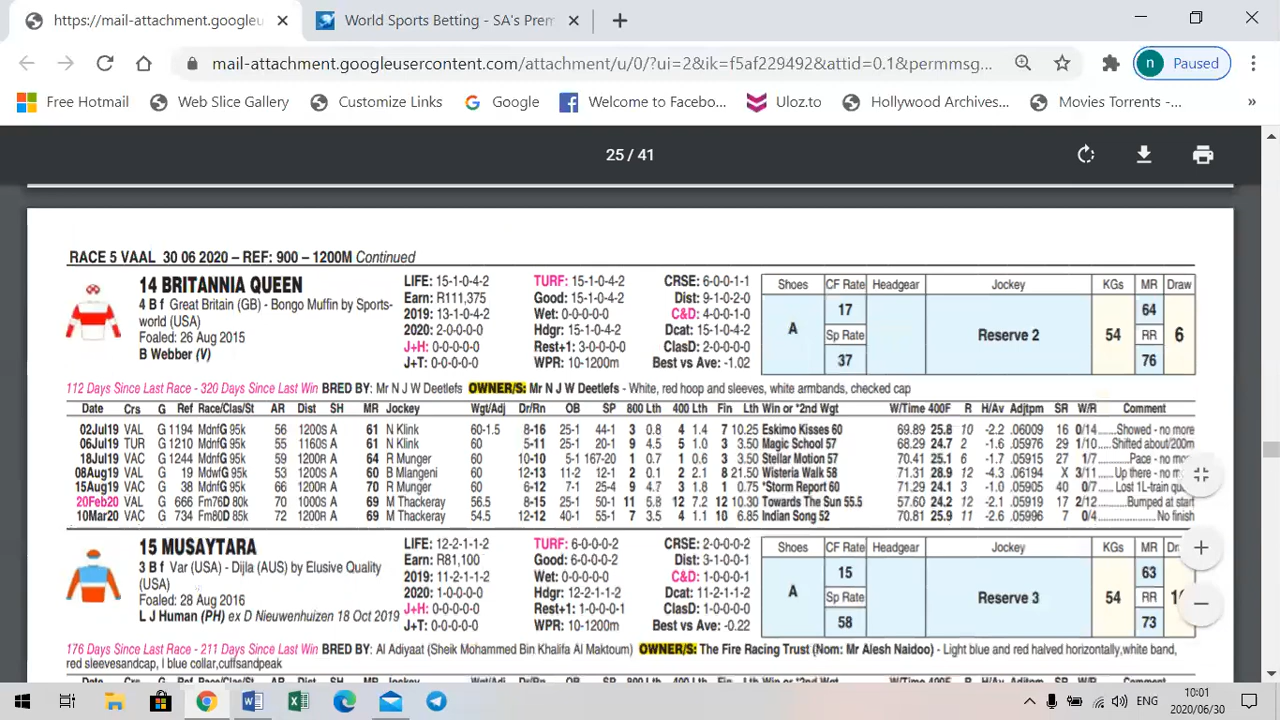 https://mail-attachment.googleu
World Sports Betting - SA's Prem
mail-attachment.googleusercontent.com/attachment/u/0/?ui=2&ik=f5af229492&attid=0.1&permmsg...
n Paused
Free Hotmail Web Slice Gallery Customize Links Google Welcome to Facebo... Uloz.to Hollywood Archives... Movies Torrents -... »
25 / 41
RACE 5 VAAL 30 06 2020 – REF: 900 – 1200M Continued
14 BRITANNIA QUEEN
4 B f Great Britain (GB) - Bongo Muffin by Sports-
world (USA)
Foaled: 26 Aug 2015
B Webber (V)
LIFE: 15-1-0-4-2 TURF: 15-1-0-4-2 CRSE: 6-0-0-1-1
Earn: R111,375 Good: 15-1-0-4-2 Dist: 9-1-0-2-0
2019: 13-1-0-4-2 Wet: 0-0-0-0-0 C&D: 4-0-0-1-0
2020: 2-0-0-0-0 Hdgr: 15-1-0-4-2 Dcat: 15-1-0-4-2
J+H: 0-0-0-0-0 Rest+1: 3-0-0-0-0 ClasD: 2-0-0-0-0
J+T: 0-0-0-0-0 WPR: 10-1200m Best vs Ave: -1.02
Shoes CF Rate Headgear Jockey KGs MR Draw
A 17 Sp Rate 37 Reserve 2 54 64 RR 76 6
112 Days Since Last Race - 320 Days Since Last Win BRED BY: Mr N J W Deetlefs OWNER/S: Mr N J W Deetlefs - White, red hoop and sleeves, white armbands, checked cap
Date Crs G Ref Race/Clas/St AR Dist SH MR Jockey Wgt/Adj Dr/Rn OB SP 800 Lth 400 Lth Fin Lth Win or *2nd Wgt W/Time 400F R H/Av Adjtpm SR W/R Comment
02Jul19 VAL G 1194 MdnfG 95k 56 1200S A 61 N Klink 60-1.5 8-16 25-1 44-1 3 0.8 4 1.4 7 10.25 Eskimo Kisses 60 69.89 25.8 10 -2.2 .06009 16 0/14 Showed - no more
06Jul19 TUR G 1210 MdnfG 95k 55 1160S A 63 N Klink 60 5-11 25-1 20-1 9 4.5 5 1.0 3 3.50 Magic School 57 68.29 24.7 2 -1.6 .05976 29 1/10 Shifted about/200m
18Jul19 VAC G 1244 MdnfG 95k 59 1200R A 64 R Munger 60 5-10 5-1 167-20 1 0.7 1 0.6 3 3.50 Stellar Motion 57 70.41 25.1 6 -1.7 .05915 27 1/7 Pace - no mo
08Aug19 VAL G 19 MdnfG 95k 53 1200S A 60 B Mlangeni 60 12-13 11-2 12-1 2 0.1 2 2.1 8 21.50 Wisteria Walk 58 71.31 28.9 12 -4.3 .06194 X 3/11 Up there - no mo
15Aug19 VAC G 38 MdnfG 95k 66 1200R A 70 R Munger 60 6-12 7-1 25-4 9 4.7 3 1.8 1 0.75 *Storm Report 60 71.29 24.1 3 -1.0 .05905 40 0/7 Lost 1L-train qu
20Feb20 VAL G 666 Fm76D 80k 70 1000S A 69 M Thackeray 56.5 8-15 25-1 50-1 11 5.8 12 7.2 12 10.30 Towards The Sun 55.5 57.60 24.2 12 -2.1 .05919 17 2/12 Bumped at start
10Mar20 VAC G 734 Fm80D 85k 72 1200R A 69 M Thackeray 54.5 12-12 40-1 55-1 7 3.5 4 1.1 10 6.85 Indian Song 52 70.81 25.9 11 -2.6 .05996 7 0/4 No finish
15 MUSAYTARA
3 B f Var (USA) - Dijla (AUS) by Elusive Quality
(USA)
Foaled: 28 Aug 2016
L J Human (PH) ex D Nieuwenhuizen 18 Oct 2019
LIFE: 12-2-1-1-2 TURF: 6-0-0-0-2 CRSE: 2-0-0-0-2
Earn: R81,100 Good: 6-0-0-0-2 Dist: 3-1-0-0-1
2019: 11-2-1-1-2 Wet: 0-0-0-0-0 C&D: 1-0-0-0-1
2020: 1-0-0-0-0 Hdgr: 12-2-1-1-2 Dcat: 11-2-1-1-2
J+H: 0-0-0-0-0 Rest+1: 1-0-0-0-1 ClasD: 1-0-0-0-0
J+T: 0-0-0-0-0 WPR: 10-1200m Best vs Ave: -0.22
Shoes CF Rate Headgear Jockey KGs MR
A 15 Sp Rate 58 Reserve 3 54 63 RR 73
176 Days Since Last Race - 211 Days Since Last Win BRED BY: Al Adiyaat (Sheik Mohammed Bin Khalifa Al Maktoum) OWNER/S: The Fire Racing Trust (Nom: Mr Alesh Naidoo) - Light blue and red halved horizontally,white band,
red sleevesandcap, l blue collar,cuffsandpeak
ENG 10:01
2020/06/30